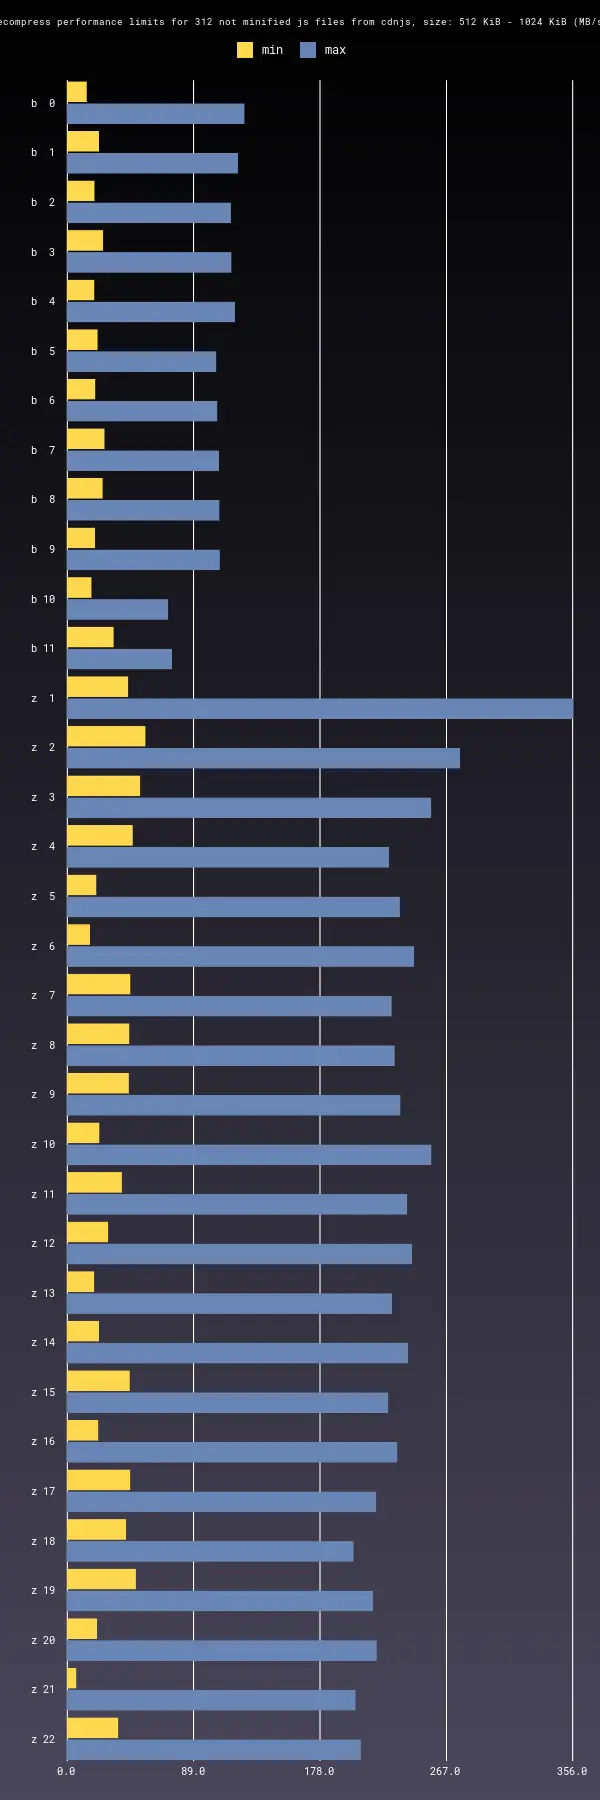 ecompress performance limits for 312 not minified js files from cdnjs, size: 512 KiB - 1024 KiB (MB/s
min max
b 0
b 1
b 2
b 3
b 4
b 5
b 6
b 7
b 8
b 9
b 10
b 11
z 1
z 2
z 3
z 4
z 5
z 6
z 7
z 8
z 9
z 10
z 11
z 12
z 13
z 14
z 15
z 16
z 17
z 18
z 19
z 20
z 21
z 22
0.0 89.0 178.0 267.0 356.0